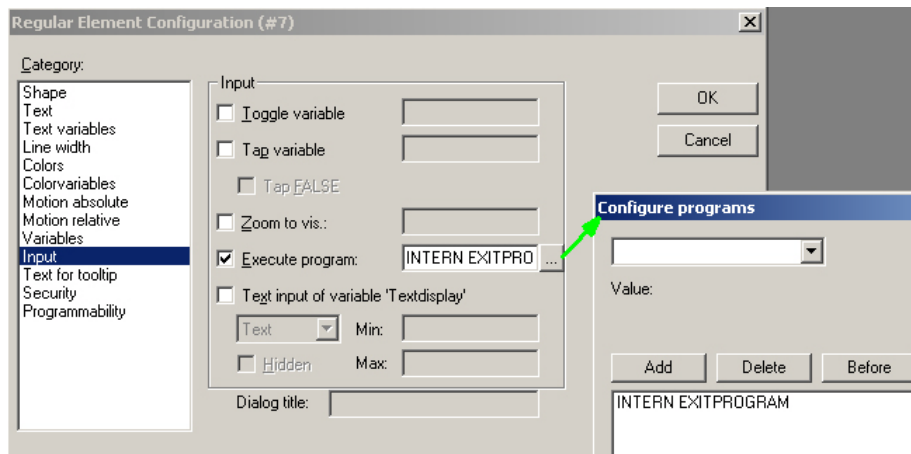 Regular Element Configuration (#7)
Category:
Shape
Text
Text variables
Line width
Colors
Colorvariables
Motion absolute
Motion relative
Variables
Input
Text for tooltip
Security
Programmability
Input
Toggle variable
Tap variable
Tap FALSE
Zoom to vis.:
Execute program: INTERN EXITPRO ...
Text input of variable 'Textdisplay'
Text Min:
Hidden Max:
Dialog title:
OK
Cancel
Configure programs
Value:
Add Delete Before
INTERN EXITPROGRAM